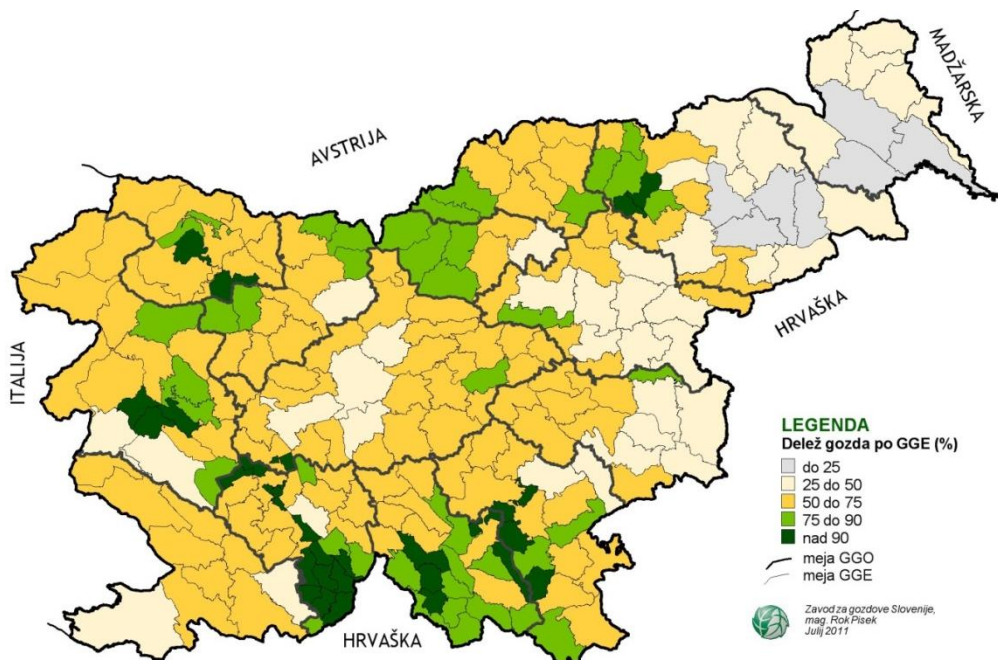 MADŽARSKA
AVSTRIJA
HRVAŠKA
ITALIJA
LEGENDA
Delež gozda po GGE (%)
do 25
25 do 50
50 do 75
75 do 90
nad 90
meja GGO
meja GGE
Zavod za gozdove Slovenije,
mag. Rok Pisek
Julij 2011
HRVAŠKA